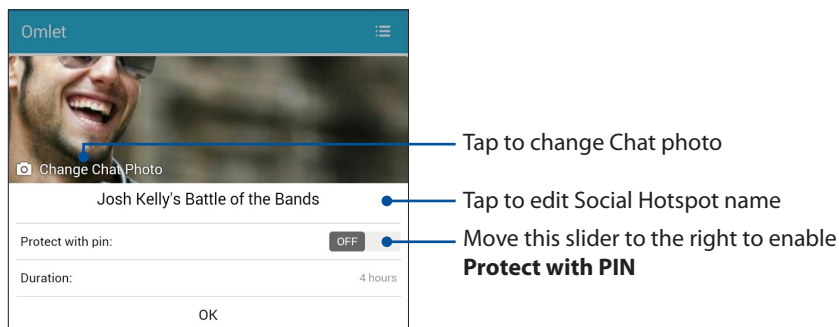 Omlet
Change Chat Photo
Tap to change Chat photo
Josh Kelly's Battle of the Bands
Tap to edit Social Hotspot name
Protect with pin:
OFF
Move this slider to the right to enable
Protect with PIN
Duration:
4 hours
OK